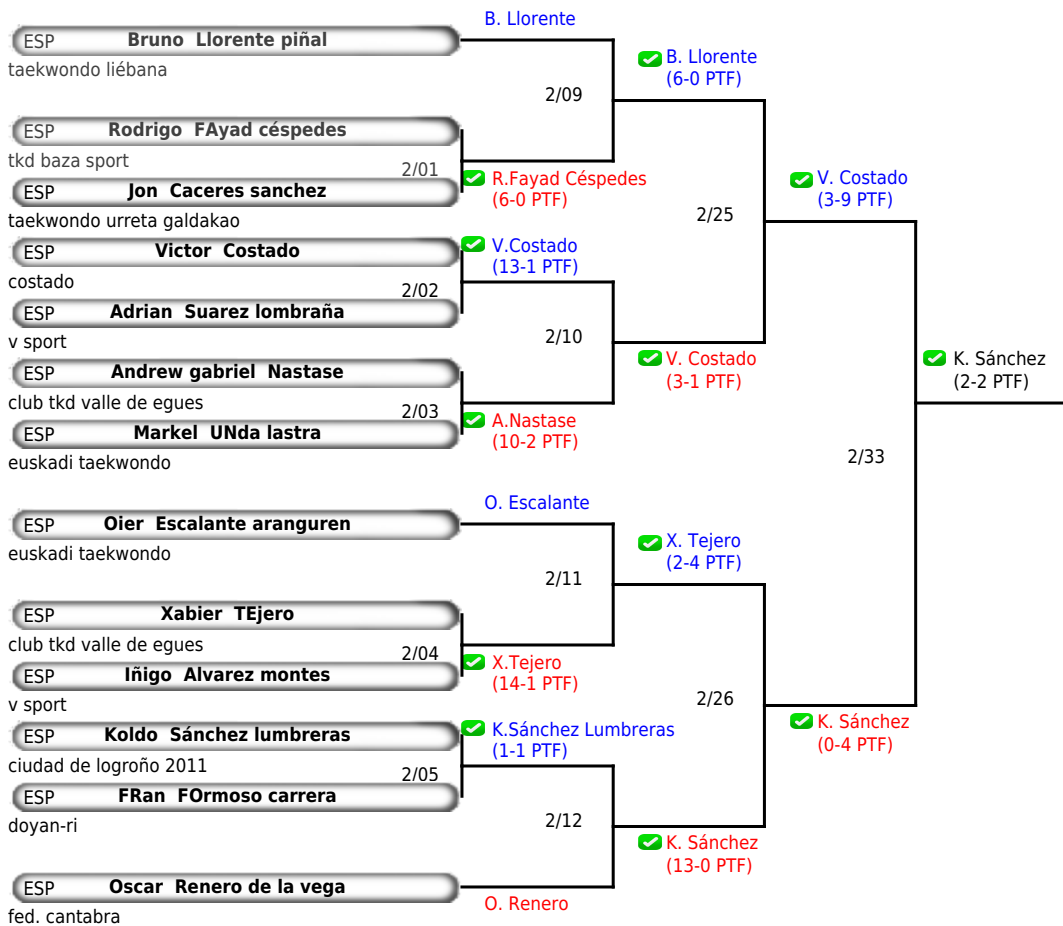 B. Llorente
ESP Bruno Llorente piñal
taekwondo liébana
B. Llorente
(6-0 PTF)
2/09
ESP Rodrigo FAyad céspedes
tkd baza sport
2/01
R.Fayad Céspedes
(6-0 PTF)
ESP Jon Caceres sanchez
taekwondo urreta galdakao
V. Costado
(3-9 PTF)
2/25
ESP Victor Costado
costado
V.Costado
(13-1 PTF)
2/02
ESP Adrian Suarez lombraña
v sport
2/10
V. Costado
(3-1 PTF)
K. Sánchez
(2-2 PTF)
ESP Andrew gabriel Nastase
club tkd valle de egues
2/03
A.Nastase
(10-2 PTF)
ESP Markel UNda lastra
euskadi taekwondo
2/33
O. Escalante
ESP Oier Escalante aranguren
euskadi taekwondo
X. Tejero
(2-4 PTF)
2/11
ESP Xabier TEjero
club tkd valle de egues
2/04
X.Tejero
(14-1 PTF)
ESP Iñigo Alvarez montes
v sport
2/26
K. Sánchez
(0-4 PTF)
ESP Koldo Sánchez lumbreras
ciudad de logroño 2011
K.Sánchez Lumbreras
(1-1 PTF)
2/05
ESP FRan FOrmoso carrera
doyan-ri
2/12
K. Sánchez
(13-0 PTF)
ESP Oscar Renero de la vega
fed. cantabra
O. Renero